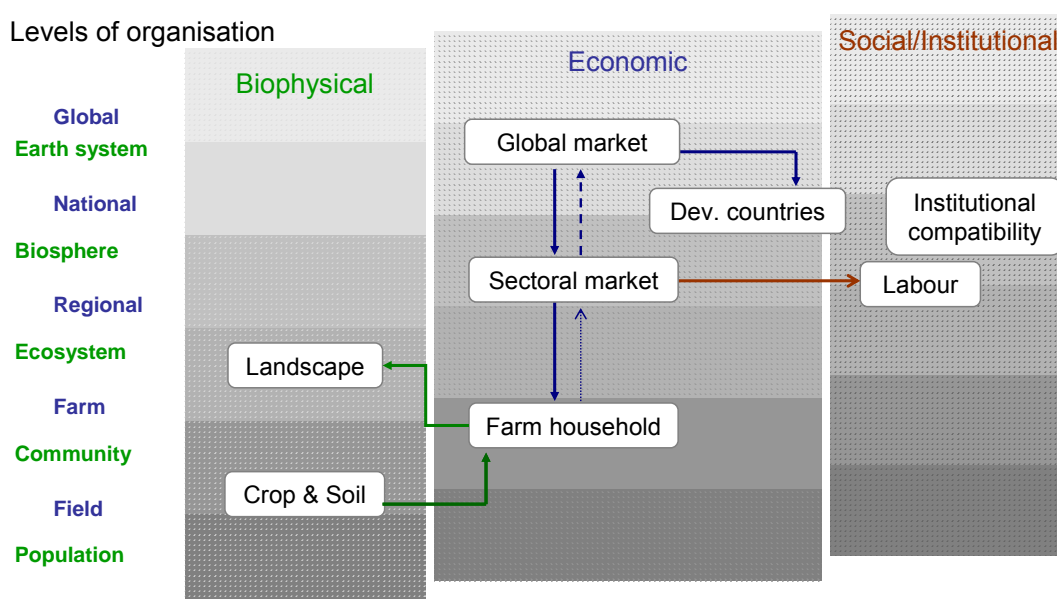 Levels of organisation
Biophysical
Economic
Social/Institutional
Global
Earth system
National
Biosphere
Regional
Ecosystem
Farm
Community
Field
Population
Global market
Dev. countries
Institutional
compatibility
Sectoral market
Labour
Landscape
Farm household
Crop & Soil